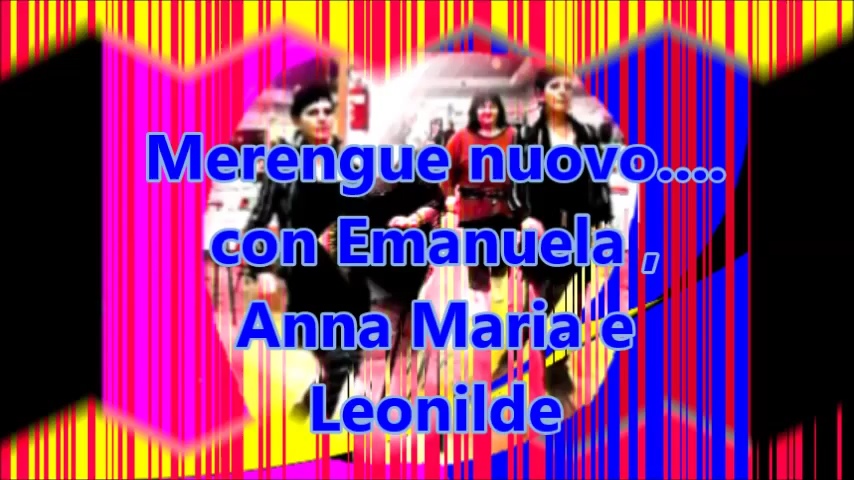 Merengue nuovo....
con Emanuela ,
Anna Maria e
Leonilde